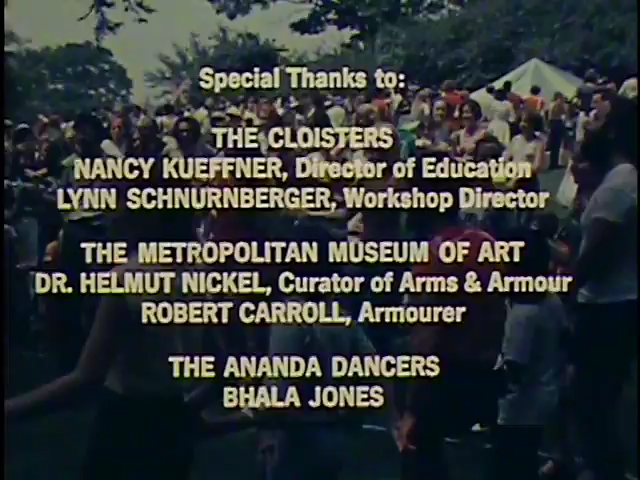 Special Thanks to:
THE CLOISTERS
NANCY KUEFFNER, Director of Education
LYNN SCHNURNBERGER, Workshop Director
THE METROPOLITAN MUSEUM OF ART
DR. HELMUT NICKEL, Curator of Arms & Armour
ROBERT CARROLL, Armourer
THE ANANDA DANCERS
BHALA JONES